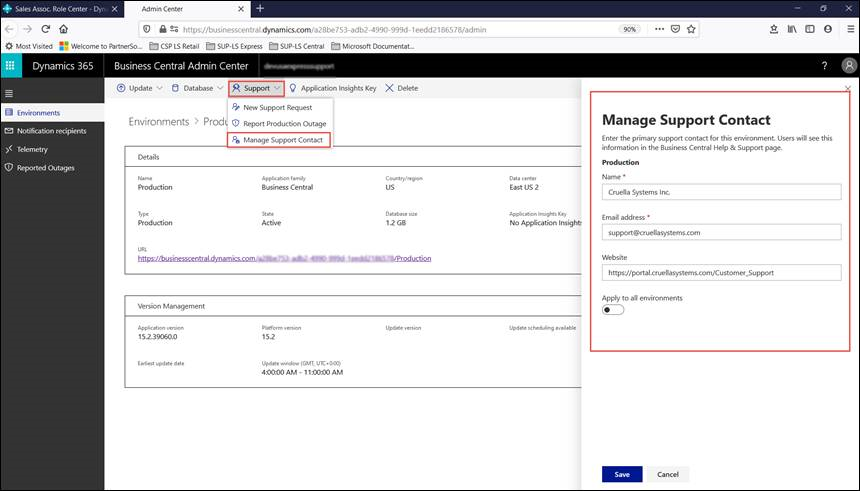 Sales Assoc. Role Center - Dyna
Admin Center
https://businesscentral.dynamics.com/a28be753-adb2-4990-999d-1eedd2186578/admin
90%
Most Visited
Welcome to PartnerSo...
CSP LS Retail
SUP-LS Express
SUP-LS Central
Microsoft Documentat...
Dynamics 365
Business Central Admin Center
?
Update
Database
Support
Application Insights Key
Delete
New Support Request
Report Production Outage
Manage Support Contact
Environments
Notification recipients
Telemetry
Reported Outages
Environments > Produ
Details
Name
Application family
Country/region
Data center
Production
Business Central
US
East US 2
Type
State
Database size
Application Insights Key
Production
Active
1.2 GB
No Application Insights
URL
https://businesscentral.dynamics.com/a28be753-adb2-4990-999d-1eedd2186578/Production
Version Management
Application version
Platform version
Update version
Update scheduling available
15.2.39060.0
15.2
Earliest update date
Update window (GMT, UTC+0:00)
4:00:00 AM - 11:00:00 AM
Manage Support Contact
Enter the primary support contact for this environment. Users will see this
information in the Business Central Help & Support page.
Production
Name *
Cruella Systems Inc.
Email address *
support@cruellasystems.com
Website
https://portal.cruellasystems.com/Customer_Support
Apply to all environments
Save
Cancel